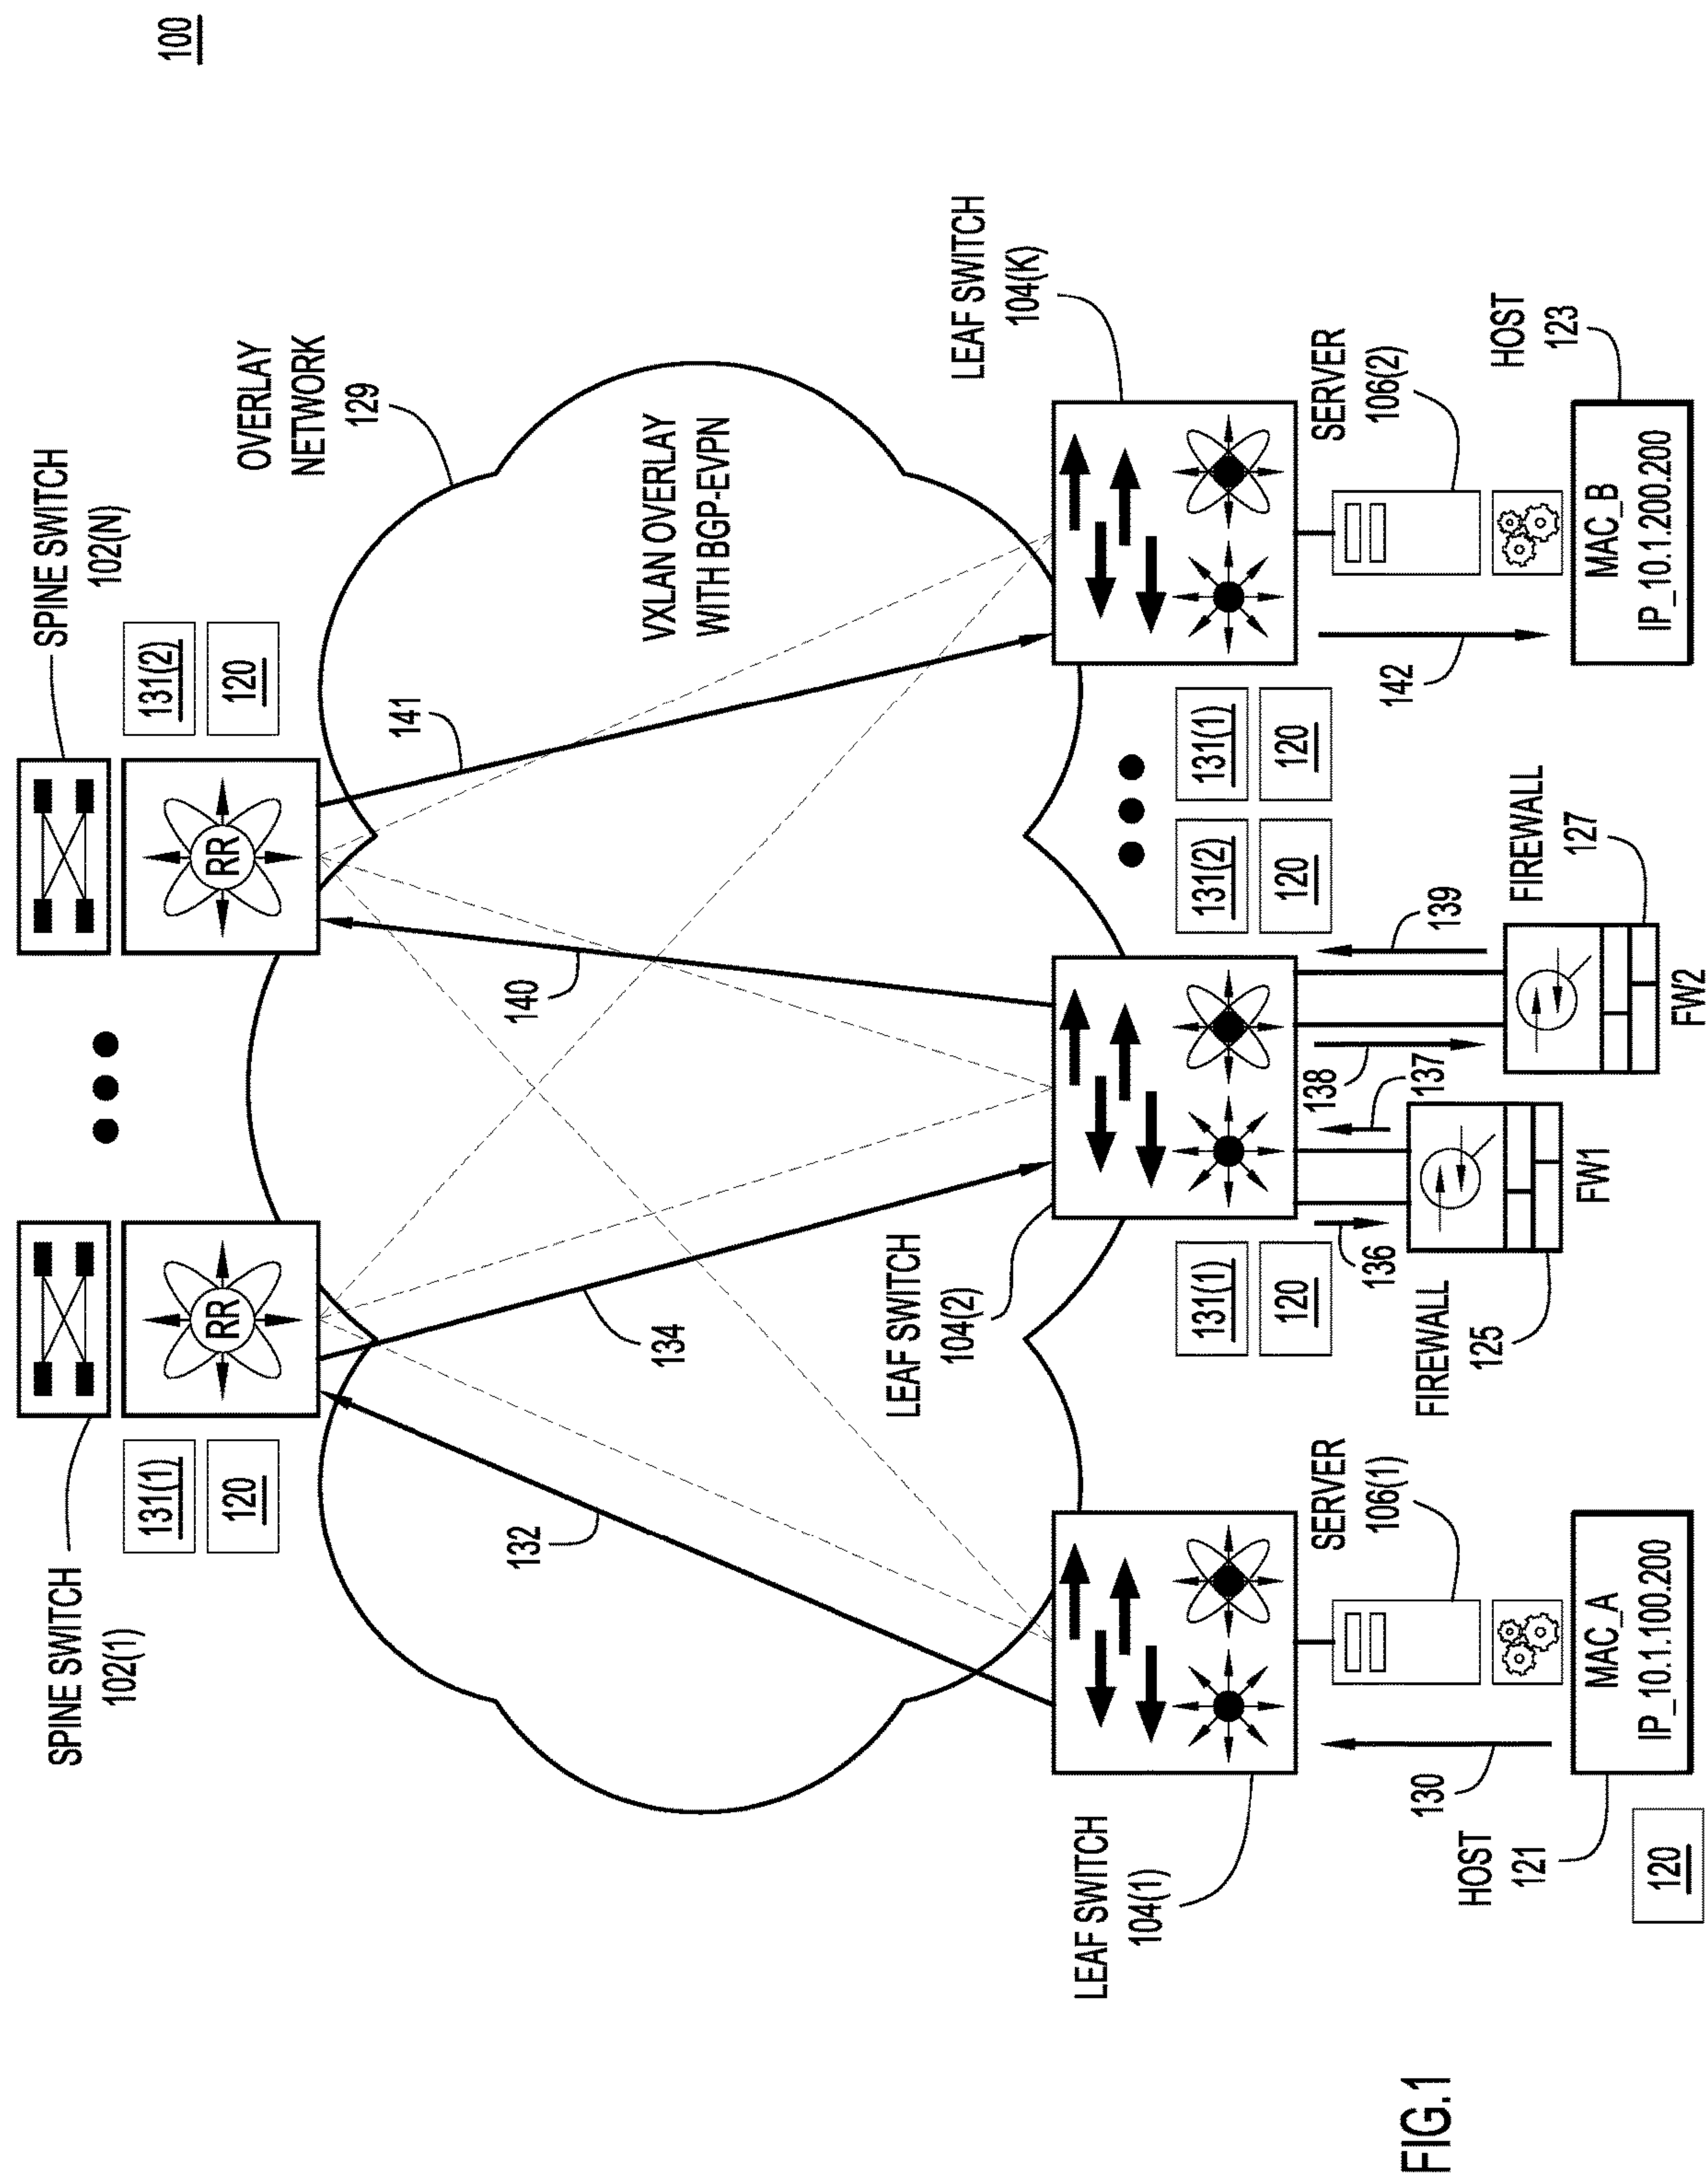 100
SPINE SWITCH
102(1)
131(1)
120
RR
SPINE SWITCH
102(N)
131(2)
120
RR
OVERLAY
NETWORK
129
VXLAN OVERLAY
WITH BGP-EVPN
132
134
140
141
LEAF SWITCH
104(1)
LEAF SWITCH
104(2)
LEAF SWITCH
104(K)
131(1)
120
131(2)
120
131(1)
120
130
SERVER
106(1)
136
137
138
139
142
SERVER
106(2)
HOST
121
120
MAC_A
IP_10.1.100.200
FIREWALL
125
FW1
FIREWALL
127
FW2
HOST
123
MAC_B
IP_10.1.200.200
FIG.1